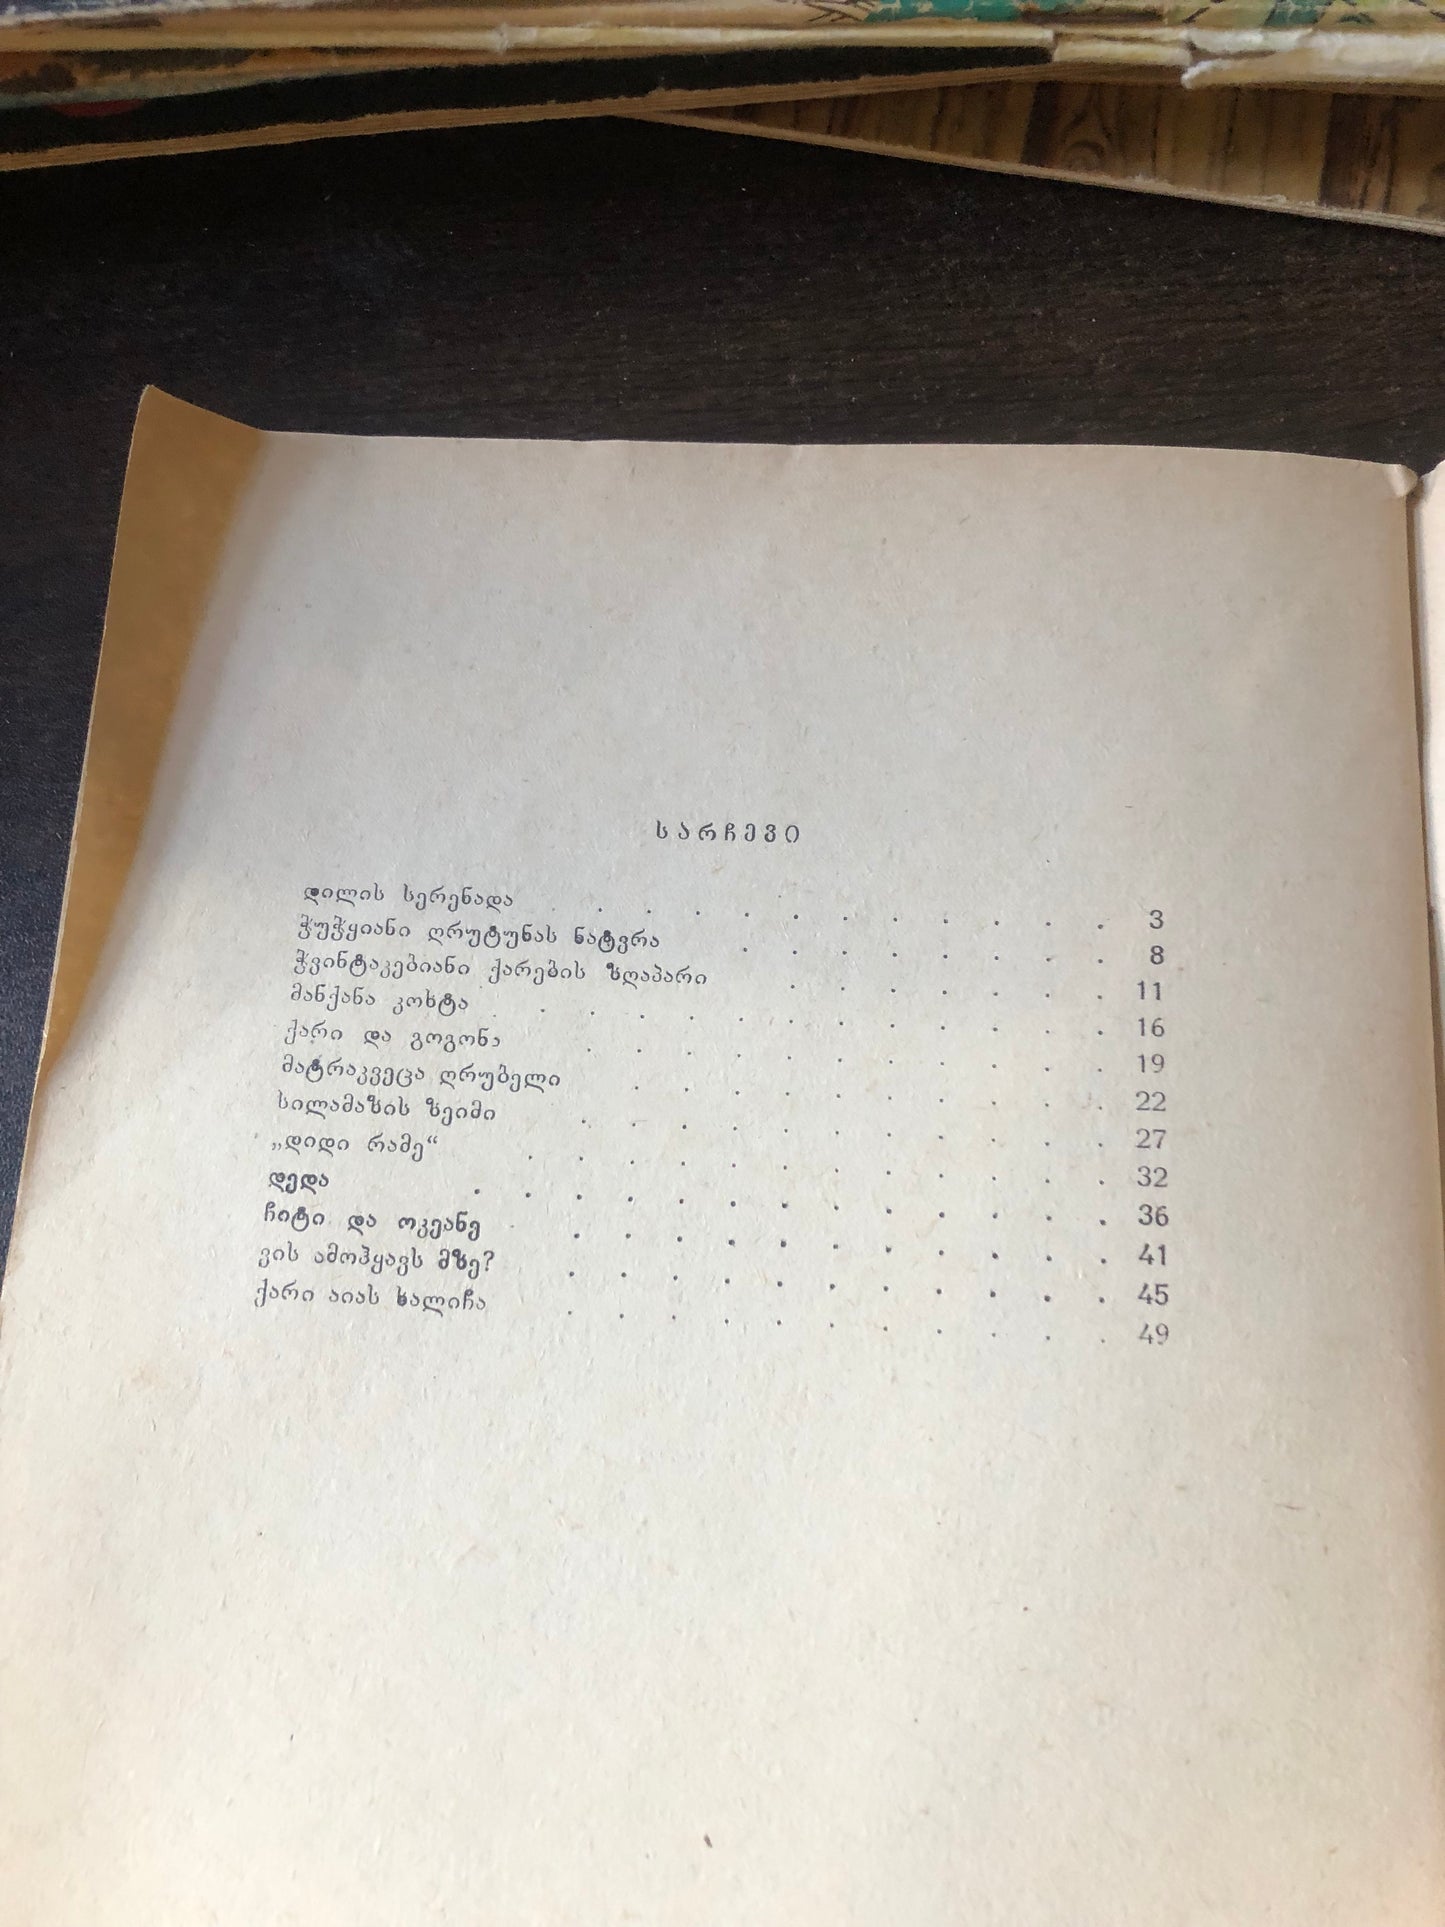 სარჩევი
დილის სერენადა . . . . . . . . . . . . 3
ჭუჭყიანი ღრუტუნას ნატვრა . . . . . . . . 8
ჭვინტაკებიანი ქარების ზღაპარი . . . . . . . 11
მანქანა კოხტა . . . . . . . . . . . . . 16
ქარი და გოგონა . . . . . . . . . . . 19
მატრაკვეცა ღრუბელი . . . . . . . . . . 22
სილამაზის ზეიმი . . . . . . . . . . . 27
„დიდი რამე“ . . . . . . . . . . . . 32
დედა . . . . . . . . . . . . . 36
ჩიტი და ოკეანე . . . . . . . . . . . 41
ვის ამოჰყავს მზე? . . . . . . . . . . . 45
ქარი აიას ხალიჩა . . . . . . . . . . . 49